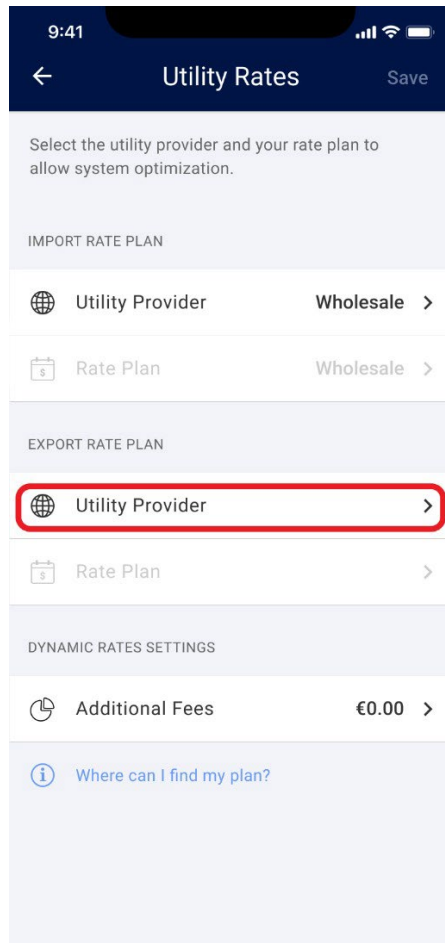 9:41
Utility Rates
Save
Select the utility provider and your rate plan to
allow system optimization.
IMPORT RATE PLAN
Utility Provider Wholesale
$ Rate Plan Wholesale
EXPORT RATE PLAN
Utility Provider
$ Rate Plan
DYNAMIC RATES SETTINGS
Additional Fees €0.00
i Where can I find my plan?